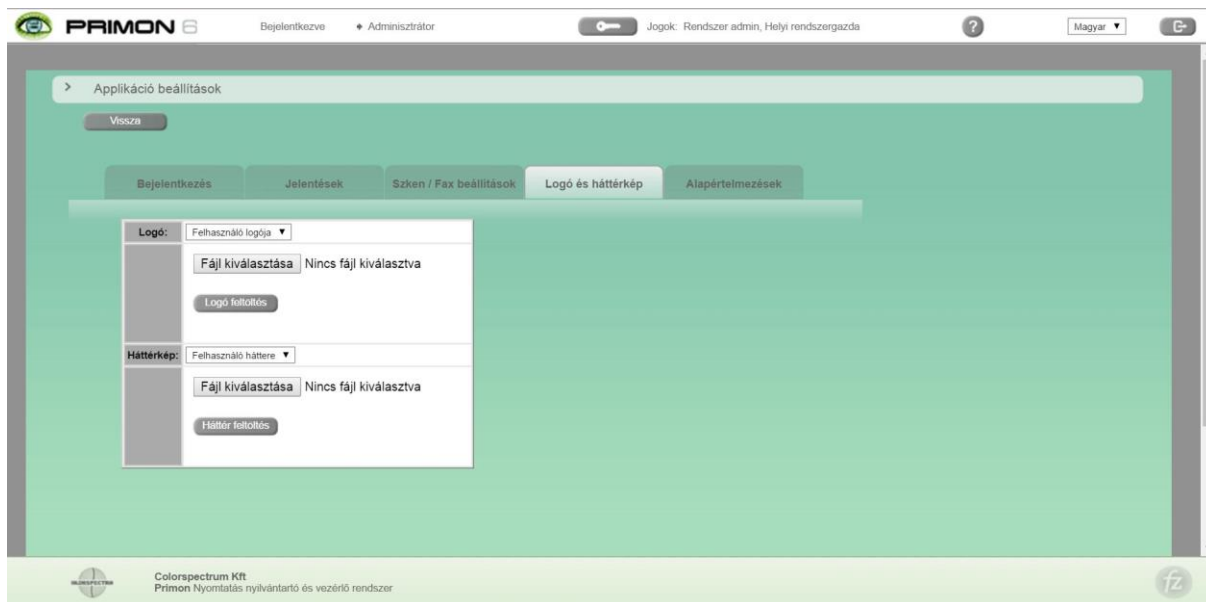 PRIMON 6 Bejelentkezve Adminisztrátor Jogok: Rendszer admin, Helyi rendszergazda ? Magyar
> Applikáció beállítások
Vissza
Bejelentkezés Jelentések Szken / Fax beállítások Logó és háttérkép Alapértelmezések
Logó: Felhasználó logója
Fájl kiválasztása Nincs fájl kiválasztva
Logó feltöltés
Háttérkép: Felhasználó háttere
Fájl kiválasztása Nincs fájl kiválasztva
Háttér feltöltés
COLORSPECTRUM
Colorspectrum Kft
Primon Nyomtatás nyilvántartó és vezérlő rendszer
fz